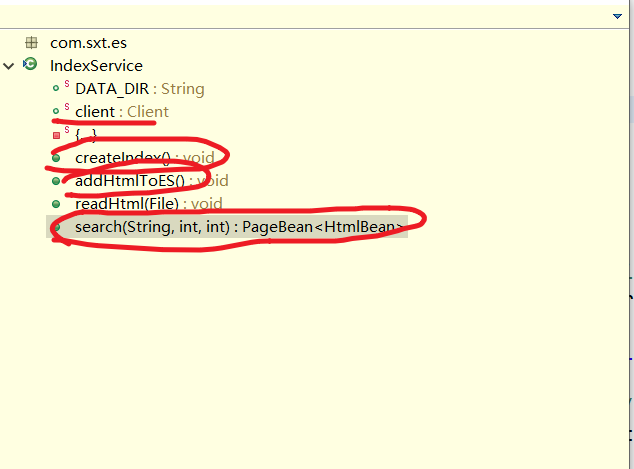 com.sxt.es
IndexService
S DATA_DIR : String
S client : Client
S {...}
createIndex() : void
addHtmlToES() : void
readHtml(File) : void
search(String, int, int) : PageBean<HtmlBean>